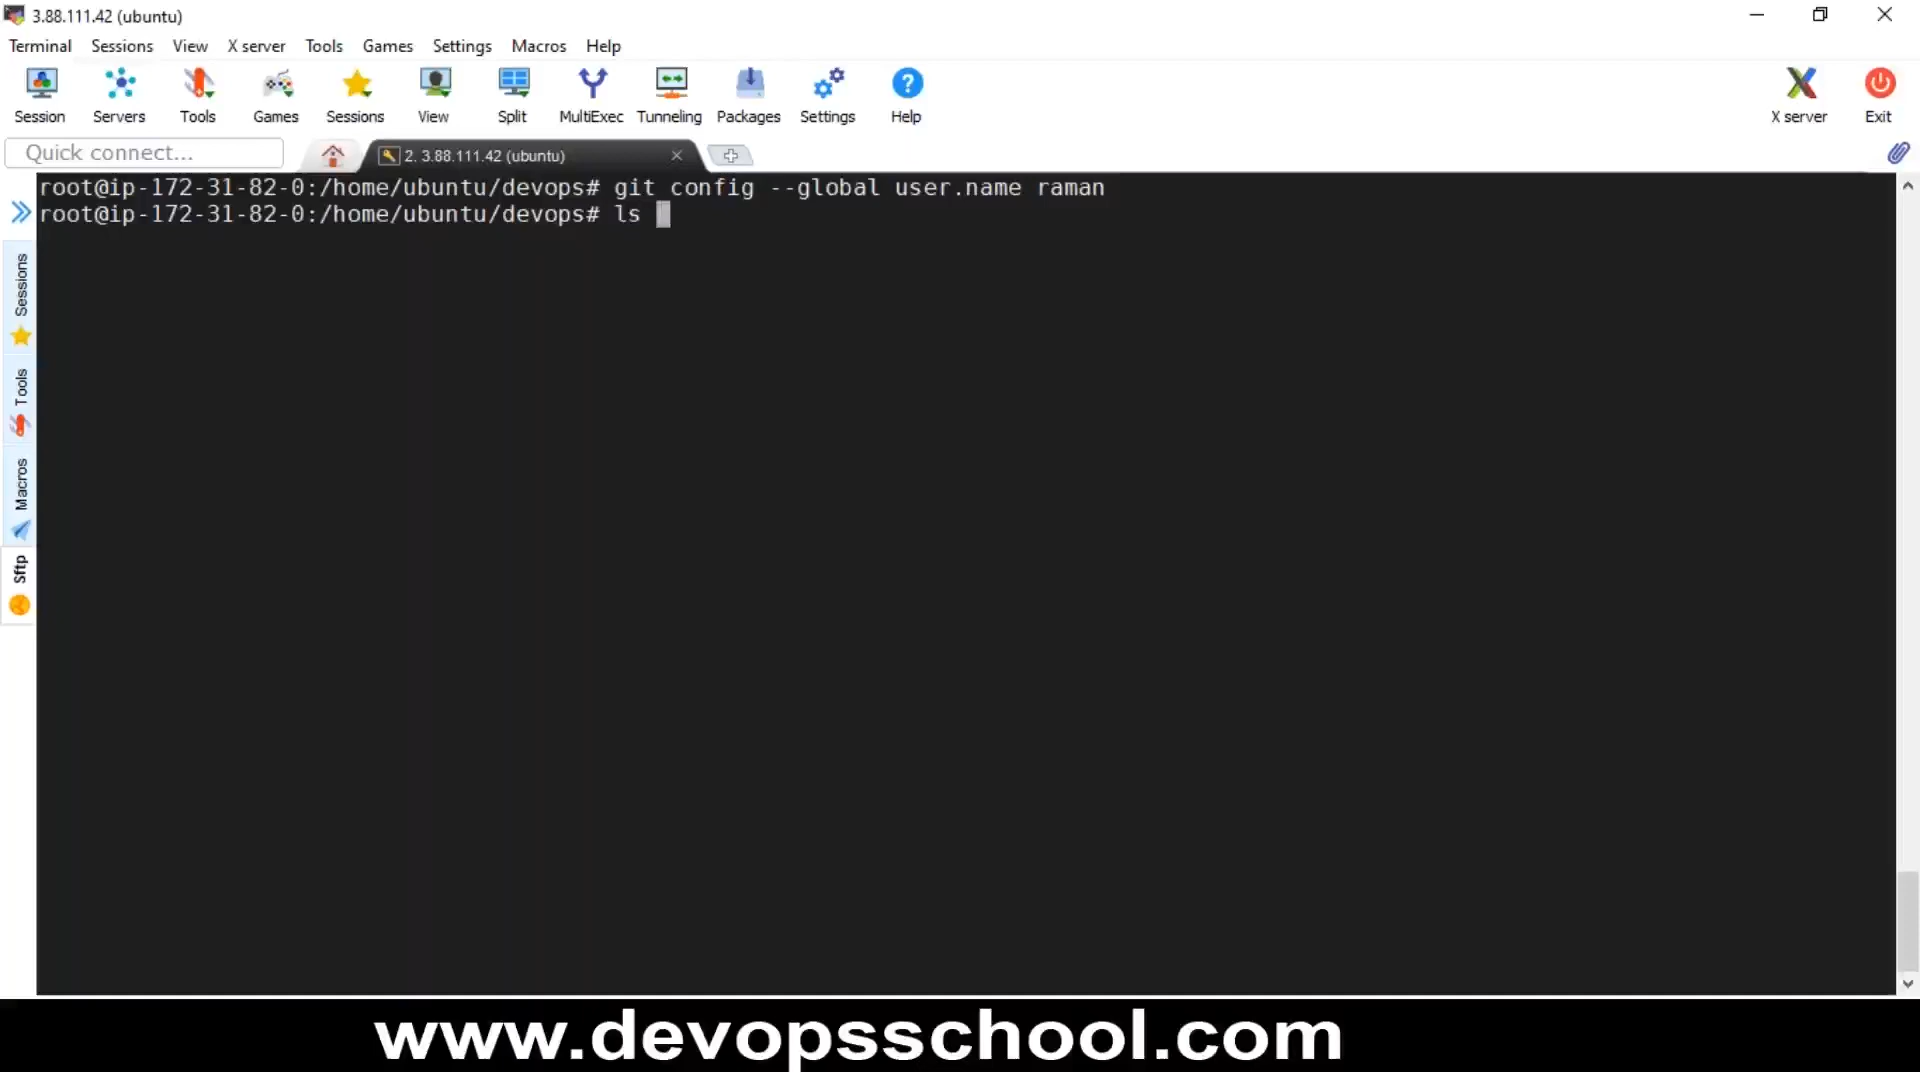 3.88.111.42 (ubuntu)
Terminal Sessions View X server Tools Games Settings Macros Help
Session Servers Tools Games Sessions View Split MultiExec Tunneling Packages Settings Help X server Exit
Quick connect... 2. 3.88.111.42 (ubuntu)
root@ip-172-31-82-0:/home/ubuntu/devops# git config --global user.name raman
root@ip-172-31-82-0:/home/ubuntu/devops# ls
Sessions
Tools
Macros
Sftp
www.devopsschool.com